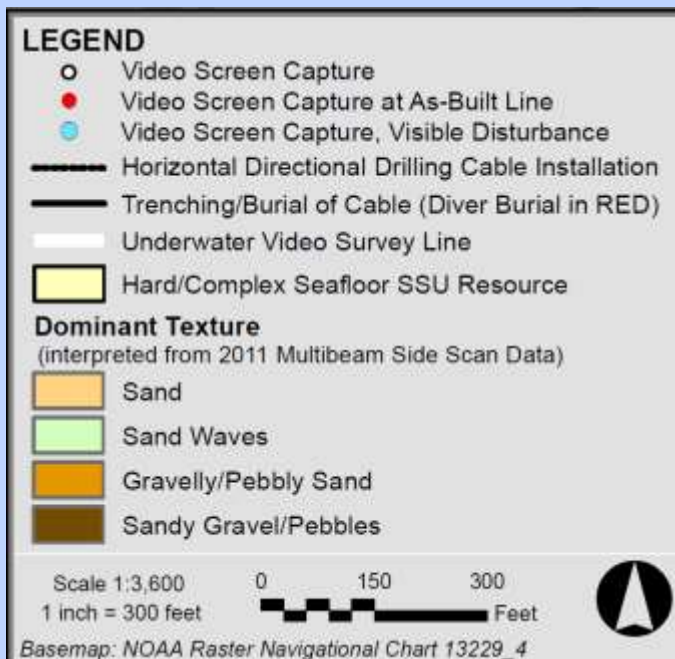 LEGEND
Video Screen Capture
Video Screen Capture at As-Built Line
Video Screen Capture, Visible Disturbance
Horizontal Directional Drilling Cable Installation
Trenching/Burial of Cable (Diver Burial in RED)
Underwater Video Survey Line
Hard/Complex Seafloor SSU Resource
Dominant Texture
(interpreted from 2011 Multibeam Side Scan Data)
Sand
Sand Waves
Gravelly/Pebbly Sand
Sandy Gravel/Pebbles
Scale 1:3,600
1 inch = 300 feet
0 150 300
Feet
Basemap: NOAA Raster Navigational Chart 13229_4